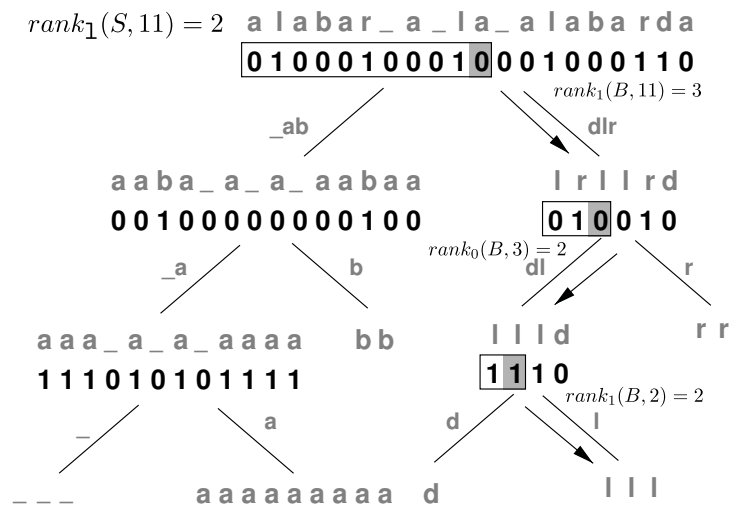 rank_l(S, 11) = 2 a l a b a r _ a _ l a _ a l a b a r d a
0 1 0 0 0 1 0 0 0 1 0 0 0 1 0 0 0 1 1 0
rank_1(B, 11) = 3
_ab dlr
a a b a _ a _ a _ a a b a a l r l l r d
0 0 1 0 0 0 0 0 0 0 0 1 0 0 0 1 0 0 1 0
rank_0(B, 3) = 2
_a b dl r
a a a _ a _ a _ a a a a b b l l l d r r
1 1 1 0 1 0 1 0 1 1 1 1 1 1 1 0
rank_1(B, 2) = 2
_ a d l
_ _ _ a a a a a a a a a d l l l